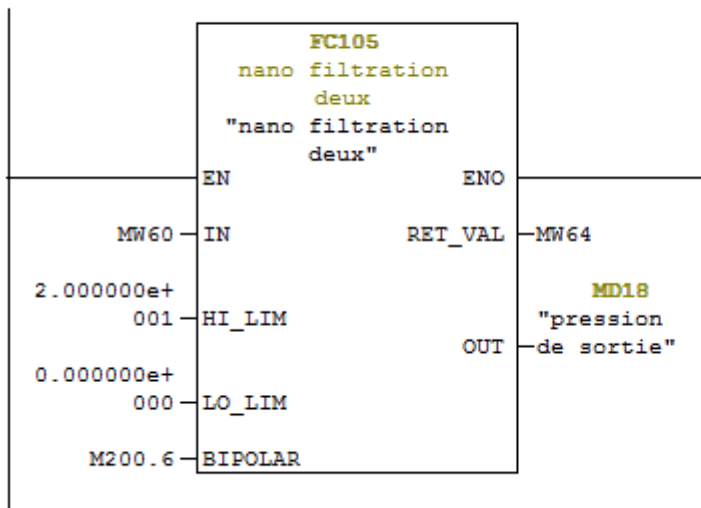 FC105
nano filtration
deux
"nano filtration
deux"
EN ENO
MW60 IN RET_VAL MW64
2.000000e+ MD18
001 HI_LIM "pression
OUT de sortie"
0.000000e+
000 LO_LIM
M200.6 BIPOLAR